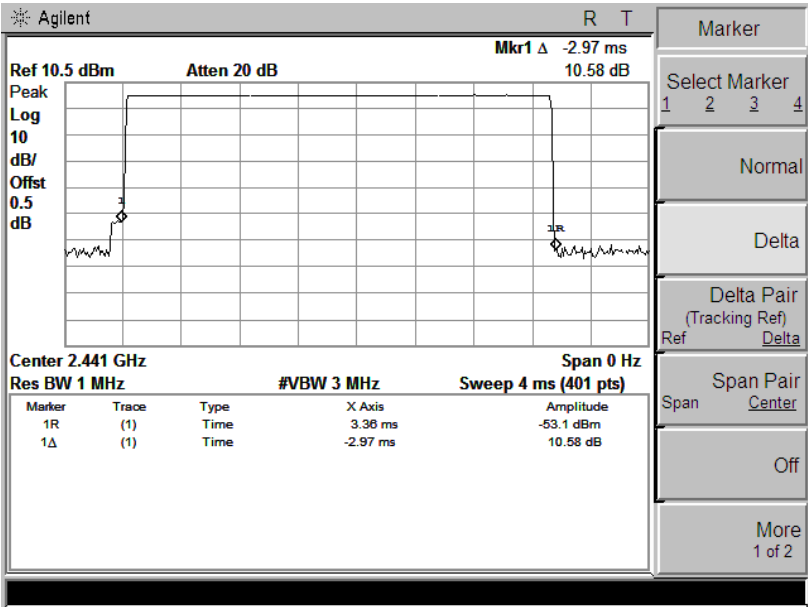 Agilent R T
Mkr1 Δ -2.97 ms
Ref 10.5 dBm Atten 20 dB 10.58 dB
Peak
Log
10
dB/
Offst
0.5
dB
1
1R
Center 2.441 GHz Span 0 Hz
Res BW 1 MHz #VBW 3 MHz Sweep 4 ms (401 pts)
Marker Trace Type X Axis Amplitude
1R (1) Time 3.36 ms -53.1 dBm
1Δ (1) Time -2.97 ms 10.58 dB
Marker
Select Marker
1 2 3 4
Normal
Delta
Delta Pair
(Tracking Ref)
Ref Delta
Span Pair
Span Center
Off
More
1 of 2